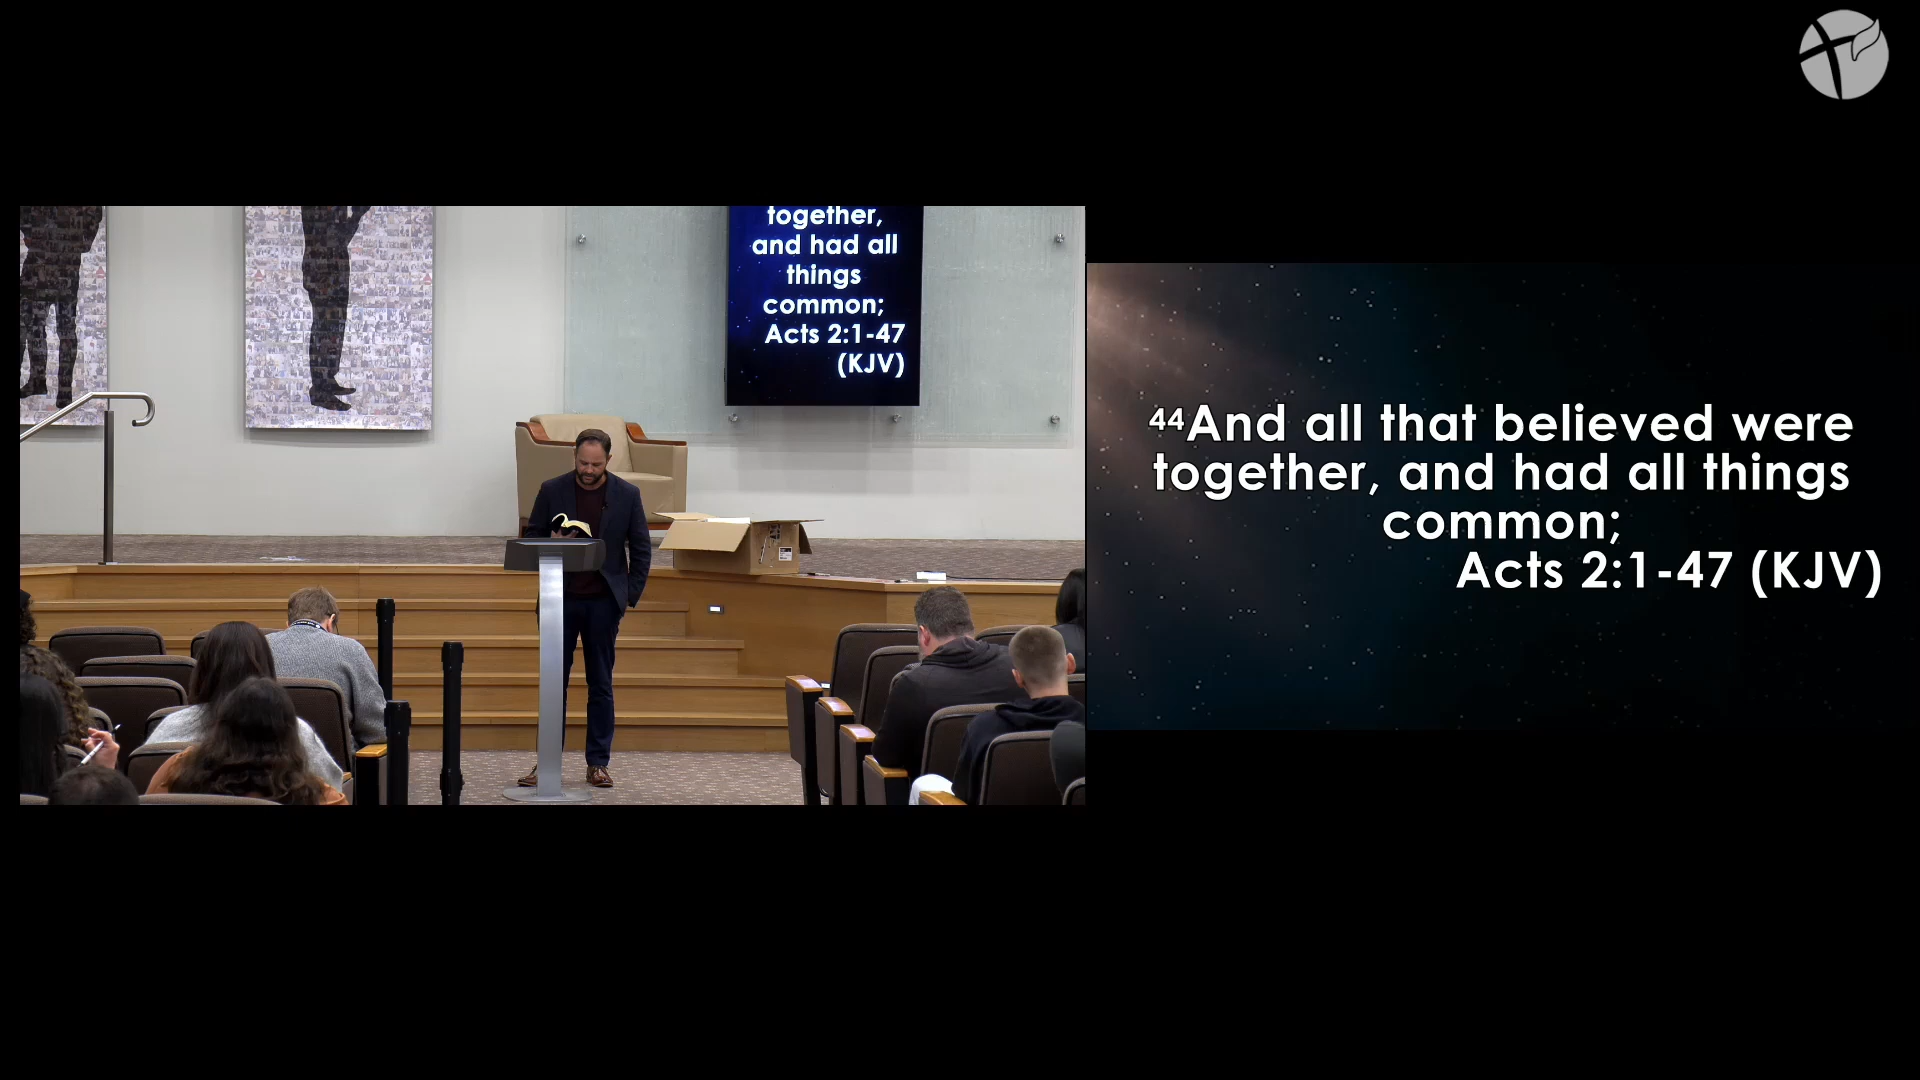 together,
and had all
things
common;
Acts 2:1-47
(KJV)
44And all that believed were
together, and had all things
common;
Acts 2:1-47 (KJV)